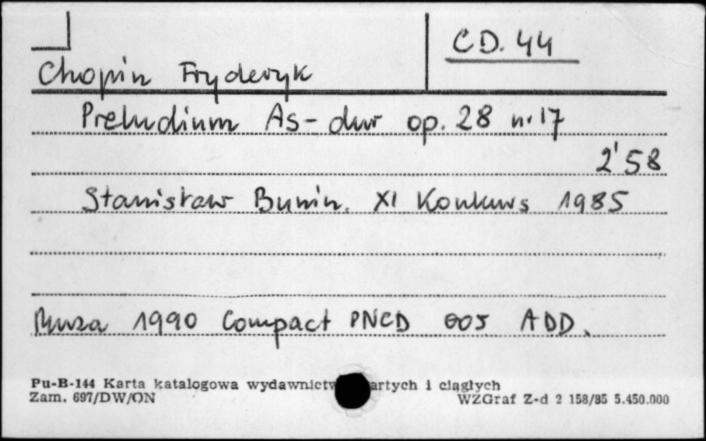 CD. 44
Chopin Fryderyk
Preludium As-dur op. 28 nr 17
2'58
Stanisław Bunin. XI Konkurs 1985
Muza 1990 Compact PNCD 005 ADD.
Pu-B-144 Karta katalogowa wydawnictw artych i ciągłych
Zam. 697/DW/ON WZGraf Z-d 2 158/85 5.450.000